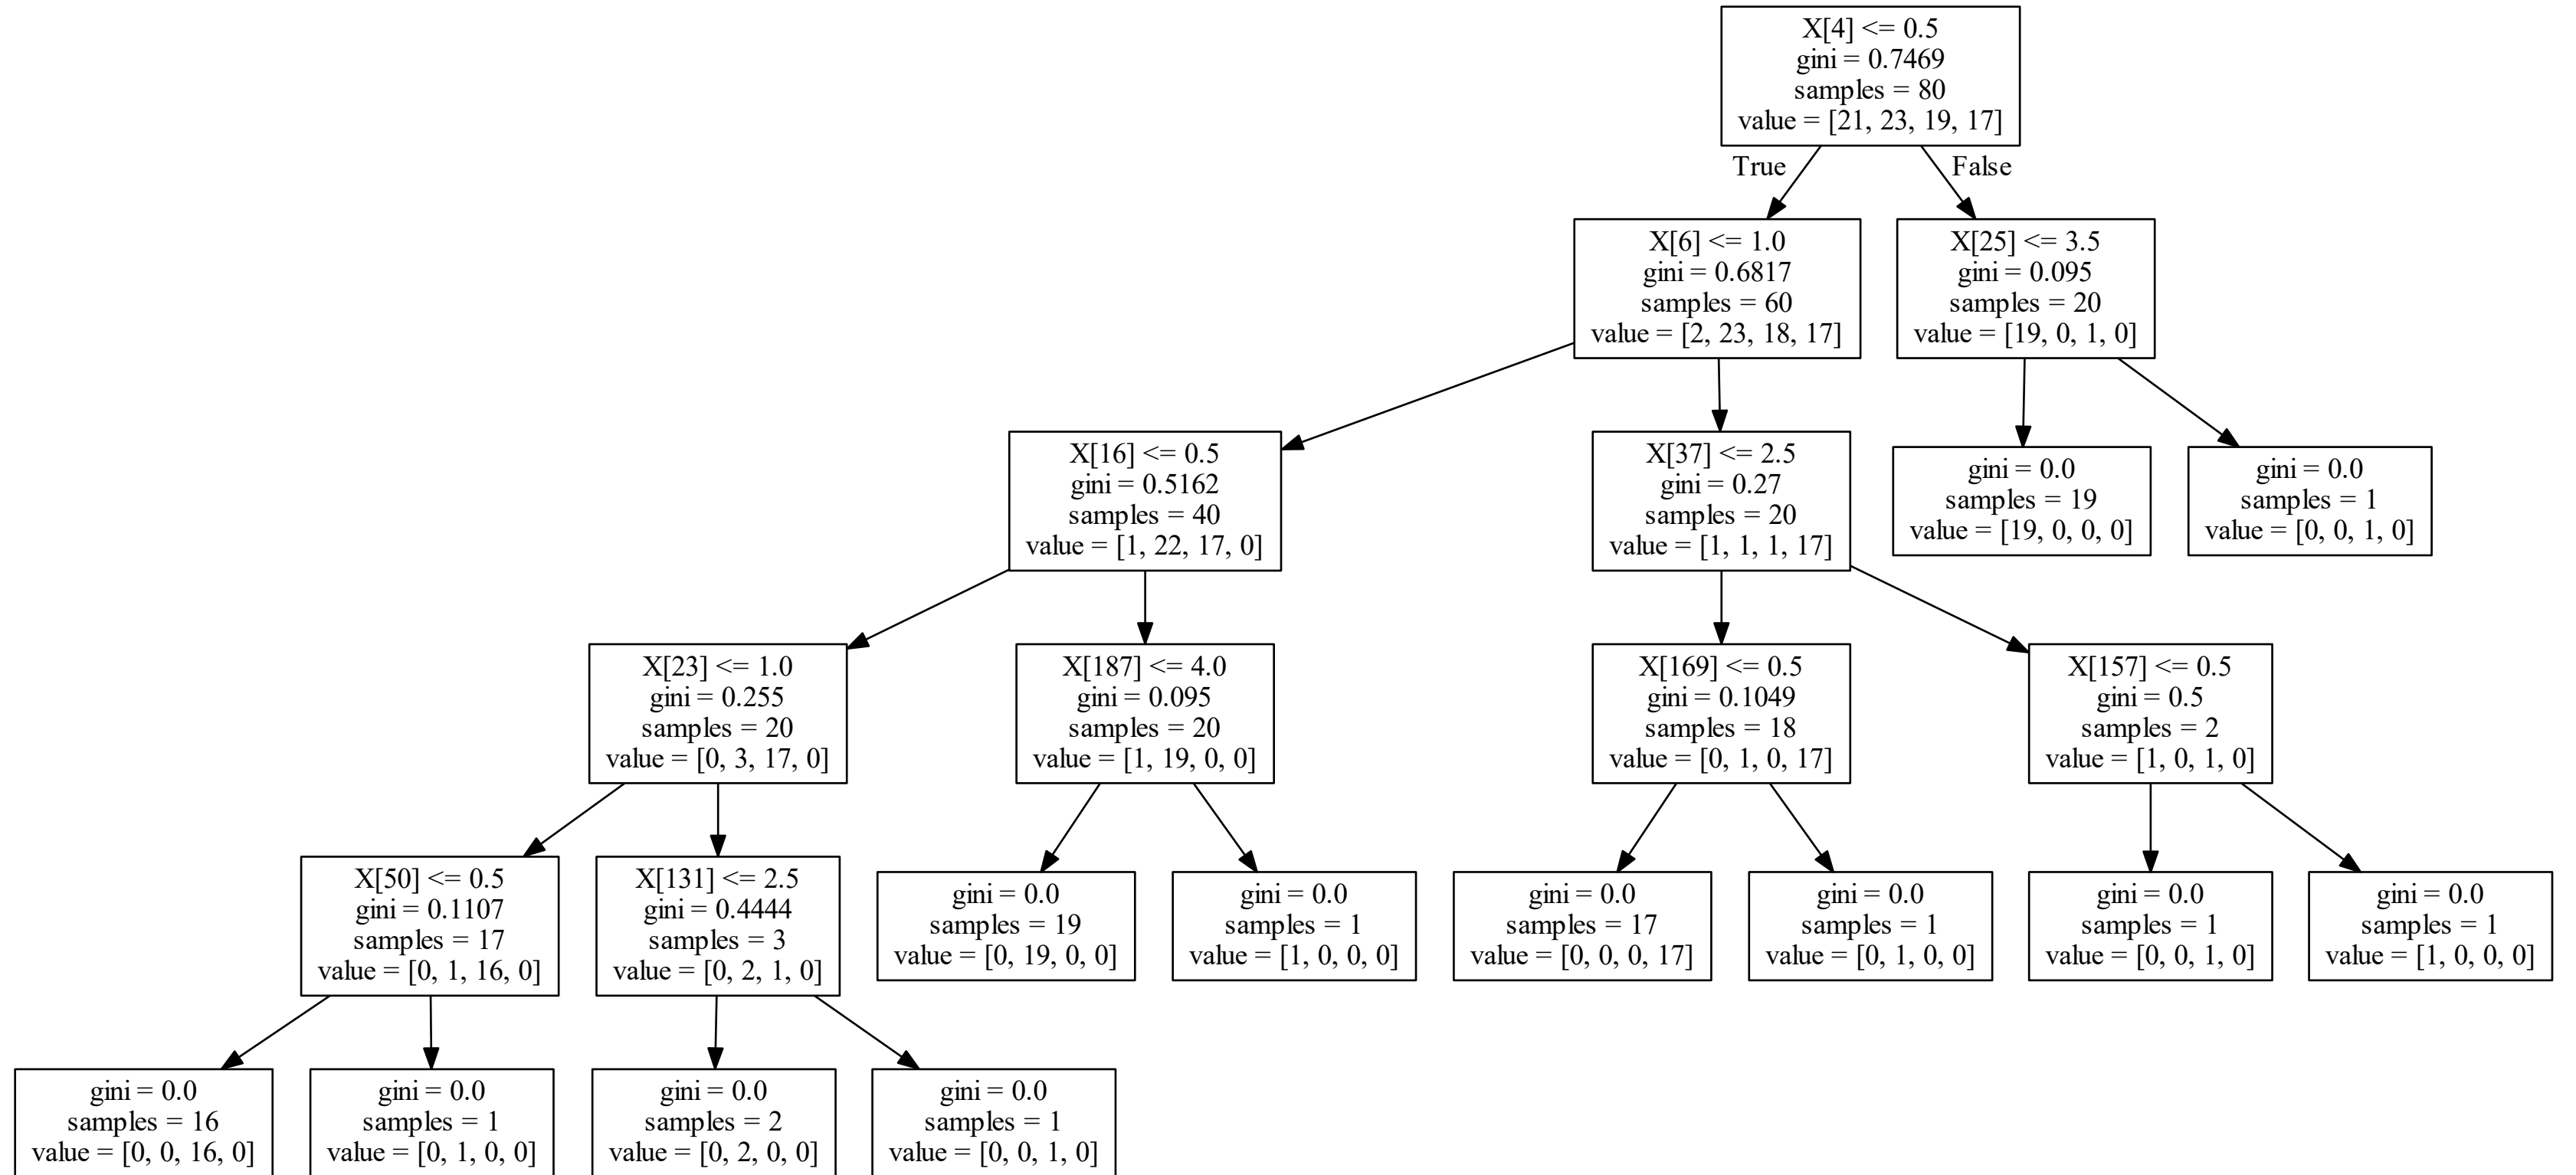 X[4] <= 0.5
gini = 0.7469
samples = 80
value = [21, 23, 19, 17]
True
False
X[6] <= 1.0
gini = 0.6817
samples = 60
value = [2, 23, 18, 17]
X[25] <= 3.5
gini = 0.095
samples = 20
value = [19, 0, 1, 0]
X[16] <= 0.5
gini = 0.5162
samples = 40
value = [1, 22, 17, 0]
X[37] <= 2.5
gini = 0.27
samples = 20
value = [1, 1, 1, 17]
gini = 0.0
samples = 19
value = [19, 0, 0, 0]
gini = 0.0
samples = 1
value = [0, 0, 1, 0]
X[23] <= 1.0
gini = 0.255
samples = 20
value = [0, 3, 17, 0]
X[187] <= 4.0
gini = 0.095
samples = 20
value = [1, 19, 0, 0]
X[169] <= 0.5
gini = 0.1049
samples = 18
value = [0, 1, 0, 17]
X[157] <= 0.5
gini = 0.5
samples = 2
value = [1, 0, 1, 0]
X[50] <= 0.5
gini = 0.1107
samples = 17
value = [0, 1, 16, 0]
X[131] <= 2.5
gini = 0.4444
samples = 3
value = [0, 2, 1, 0]
gini = 0.0
samples = 19
value = [0, 19, 0, 0]
gini = 0.0
samples = 1
value = [1, 0, 0, 0]
gini = 0.0
samples = 17
value = [0, 0, 0, 17]
gini = 0.0
samples = 1
value = [0, 1, 0, 0]
gini = 0.0
samples = 1
value = [0, 0, 1, 0]
gini = 0.0
samples = 1
value = [1, 0, 0, 0]
gini = 0.0
samples = 16
value = [0, 0, 16, 0]
gini = 0.0
samples = 1
value = [0, 1, 0, 0]
gini = 0.0
samples = 2
value = [0, 2, 0, 0]
gini = 0.0
samples = 1
value = [0, 0, 1, 0]